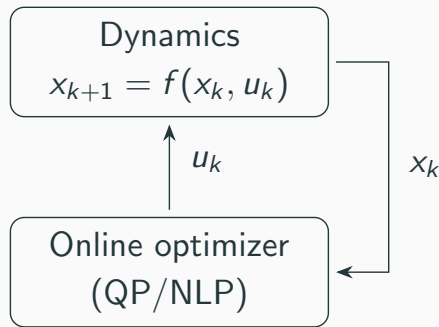 Dynamics
x_{k+1} = f(x_k, u_k)
u_k
x_k
Online optimizer
(QP/NLP)